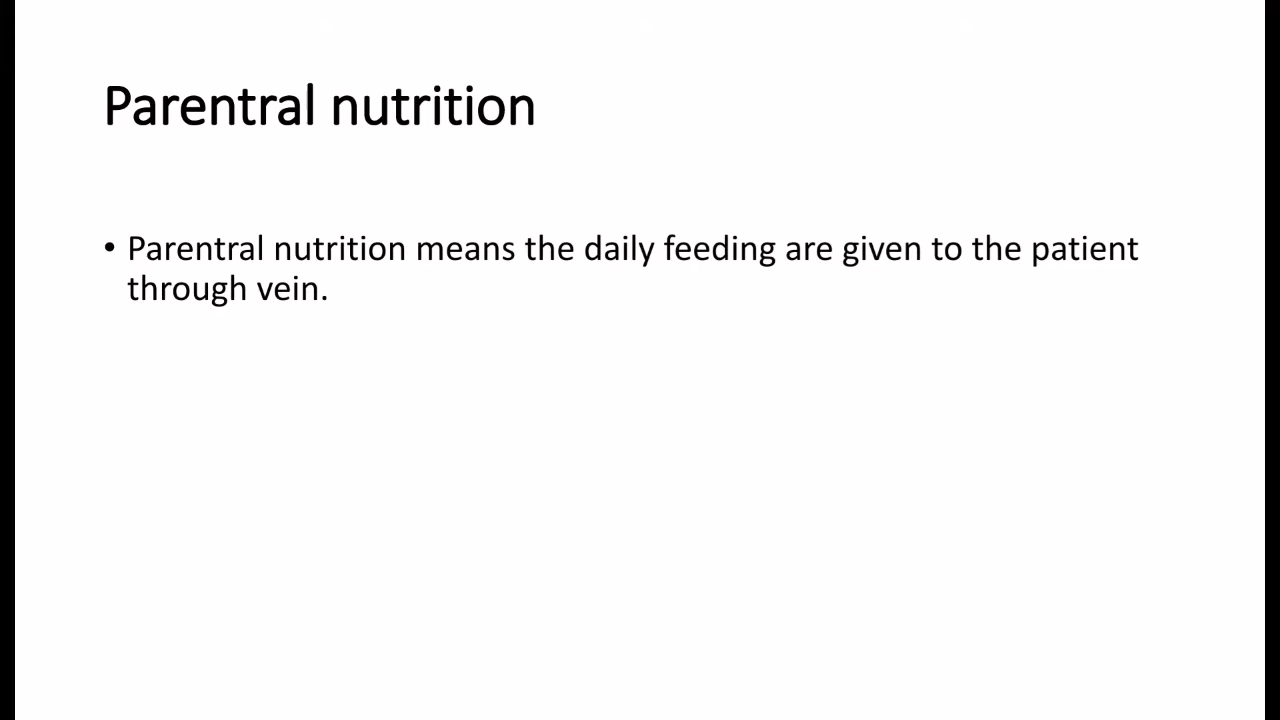 Parentral nutrition
• Parentral nutrition means the daily feeding are given to the patient
through vein.